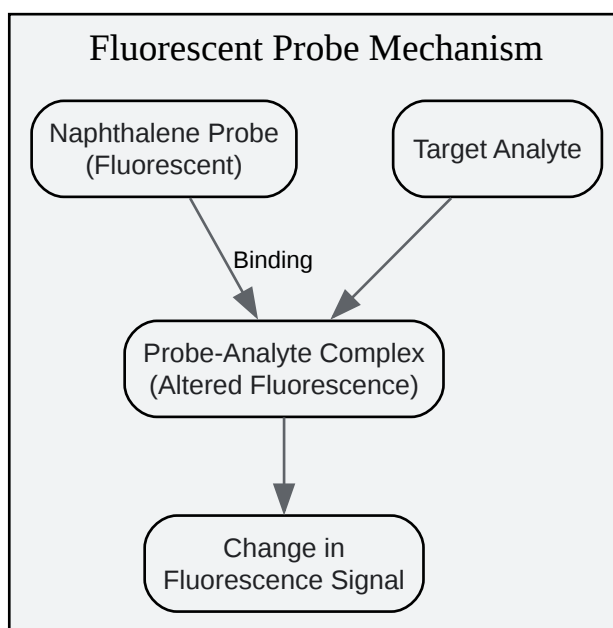 Fluorescent Probe Mechanism
Naphthalene Probe
(Fluorescent)
Target Analyte
Binding
Probe-Analyte Complex
(Altered Fluorescence)
Change in
Fluorescence Signal